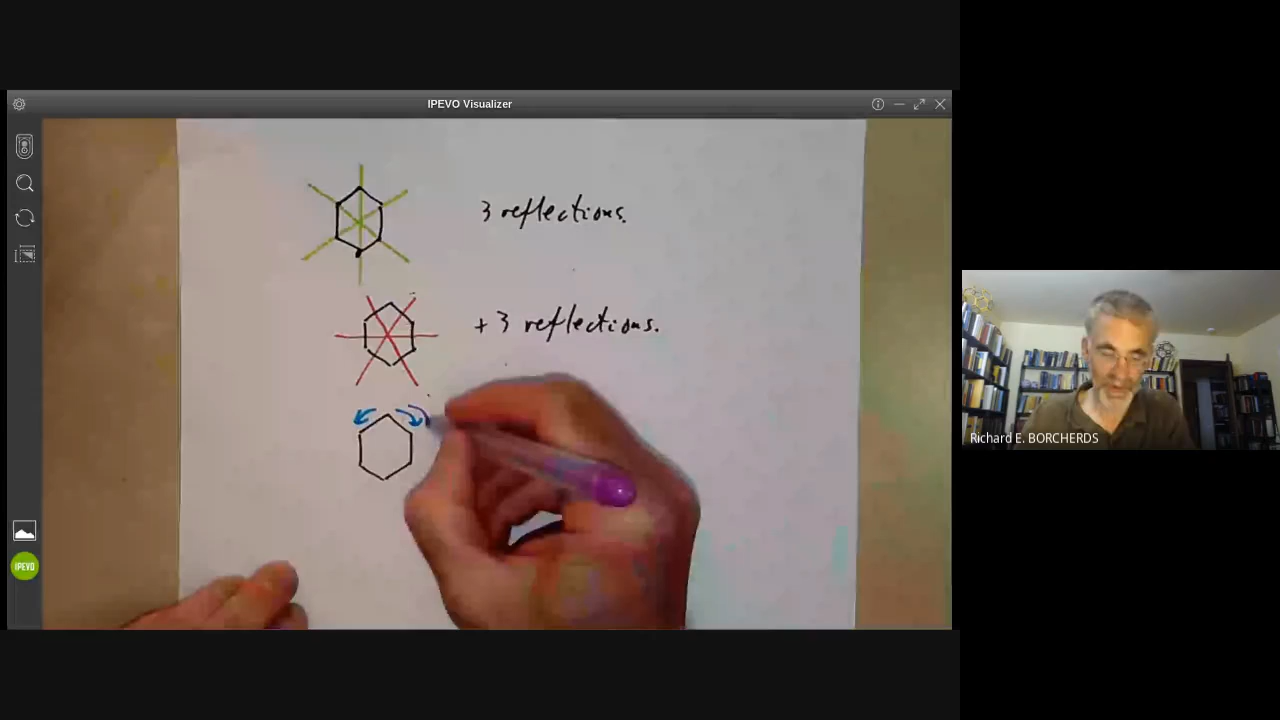 IPEVO Visualizer
3 reflections.
+ 3 reflections.
IPEVO
Richard E. BORCHERDS